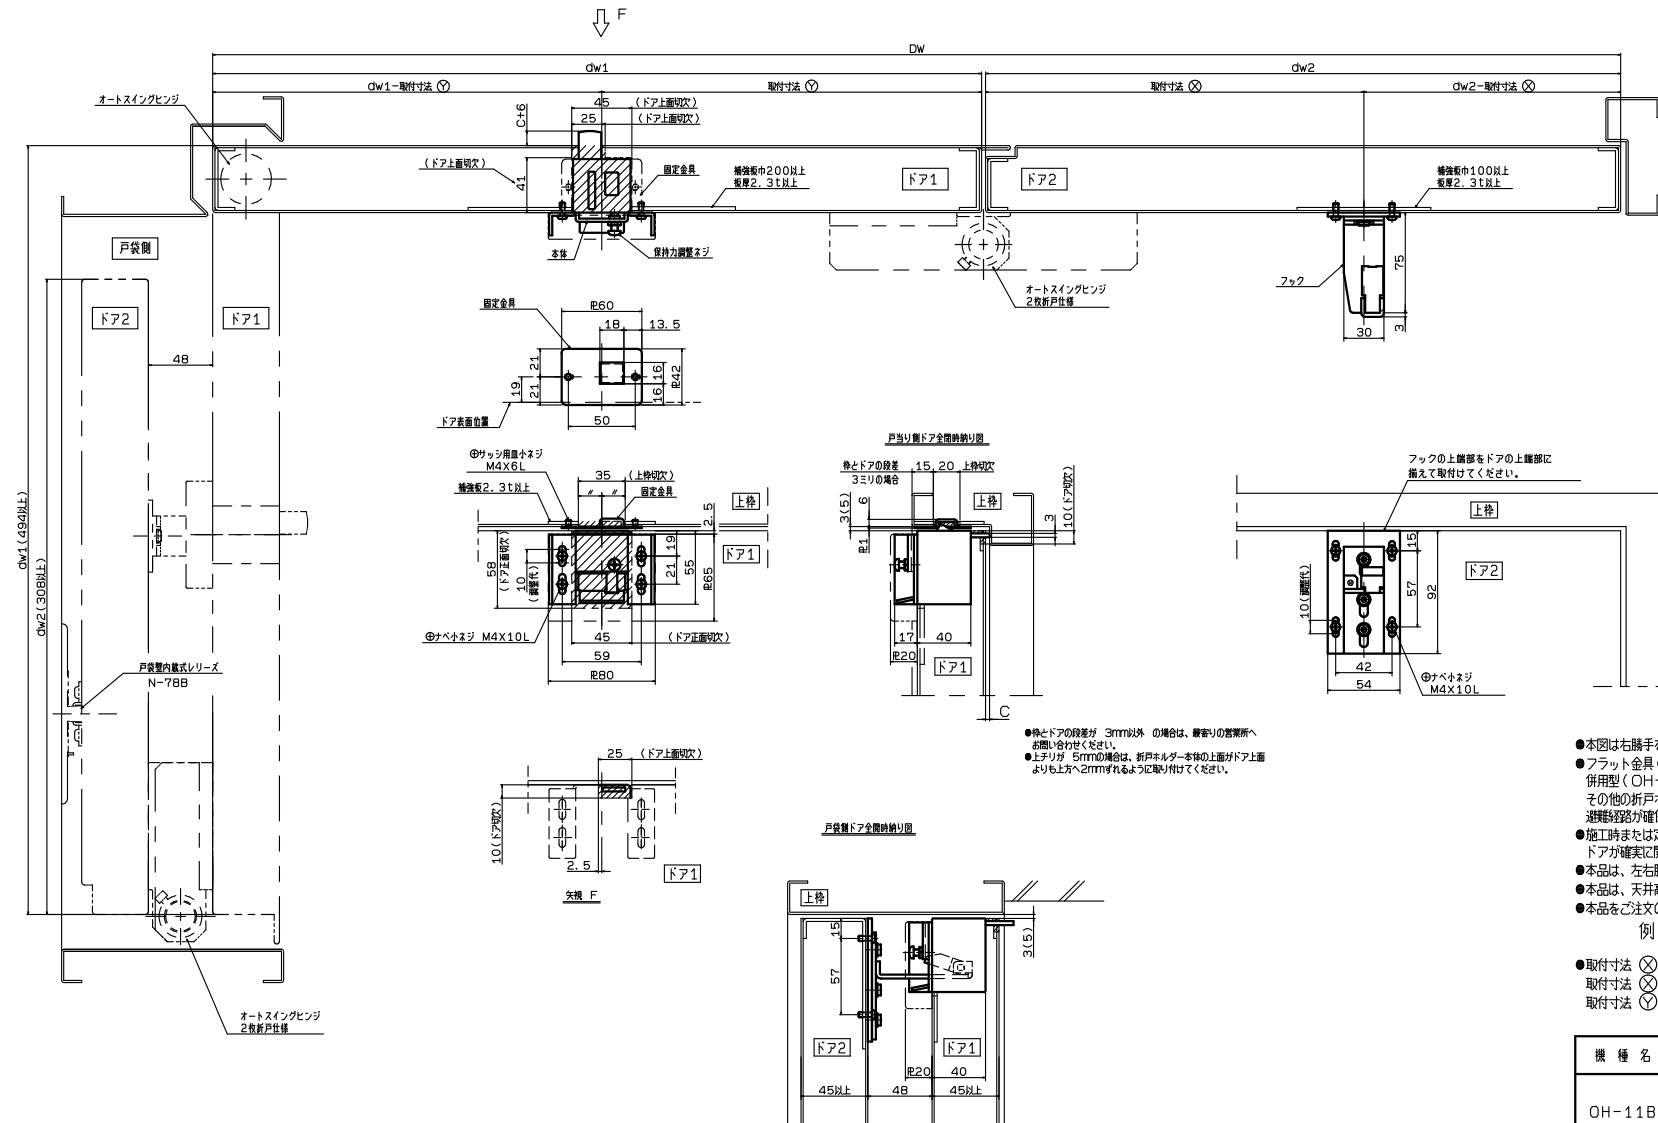 F
DW
dw1
dw2
dw1-取付寸法 Ⓨ
取付寸法 Ⓨ
取付寸法 Ⓧ
dw2-取付寸法 Ⓧ
オートスイングヒンジ
C+6
45
(ドア上面切欠)
25
(ドア上面切欠)
(ドア上面切欠)
41
固定金具
補強板巾200以上
板厚2.3t以上
ドア1
ドア2
補強板巾100以上
板厚2.3t以上
本体
保持力調整ネジ
オートスイングヒンジ
2枚折戸仕様
フック
75
3
30
戸袋側
ドア2
ドア1
48
dw1(494以上)
dw2(308以上)
戸袋壁内蔵式レリーズ
N-78B
オートスイングヒンジ
2枚折戸仕様
固定金具
℄60
18
13.5
21
21
19
16
16
℄42
50
ドア表面位置
⊕サッシ用皿小ネジ
M4X6L
補強板2.3t以上
35
(上枠切欠)
〃
〃
固定金具
上枠
2.5
58
(ドア正面切欠)
10
(調整代)
19
21
55
℄65
ドア1
⊕ナベ小ネジ M4X10L
45
(ドア正面切欠)
59
℄80
戸当り側ドア全閉時納り図
枠とドアの段差
3ミリの場合
15
20
上枠切欠
上枠
3(5)
6
℄1
3
10(ドア切欠)
17
40
℄20
ドア1
C
●枠とドアの段差が 3mm以外 の場合は、最寄りの営業所へ
お問い合わせください。
●上チリが 5mmの場合は、折戸ホルダー本体の上面がドア上面
よりも上方へ2mmずれるように取り付けてください。
フックの上端部をドアの上端部に
揃えて取付けてください。
上枠
15
57
92
10(調整代)
ドア2
42
54
⊕ナベ小ネジ
M4X10L
25
(ドア上面切欠)
10(ドア切欠)
2.5
ドア1
矢視 F
戸袋側ドア全開時納り図
上枠
15
57
3(5)
ドア2
ドア1
℄20
40
45以上
48
45以上
●本図は右勝手
●フラット金具
併用型(OH-
その他の折戸
避難経路が確
●施工時または
ドアが確実に
●本品は、左右
●本品は、天井
●本品をご注文
例
●取付寸法 Ⓧ
取付寸法 Ⓧ
取付寸法 Ⓨ
機 種 名
OH-11B